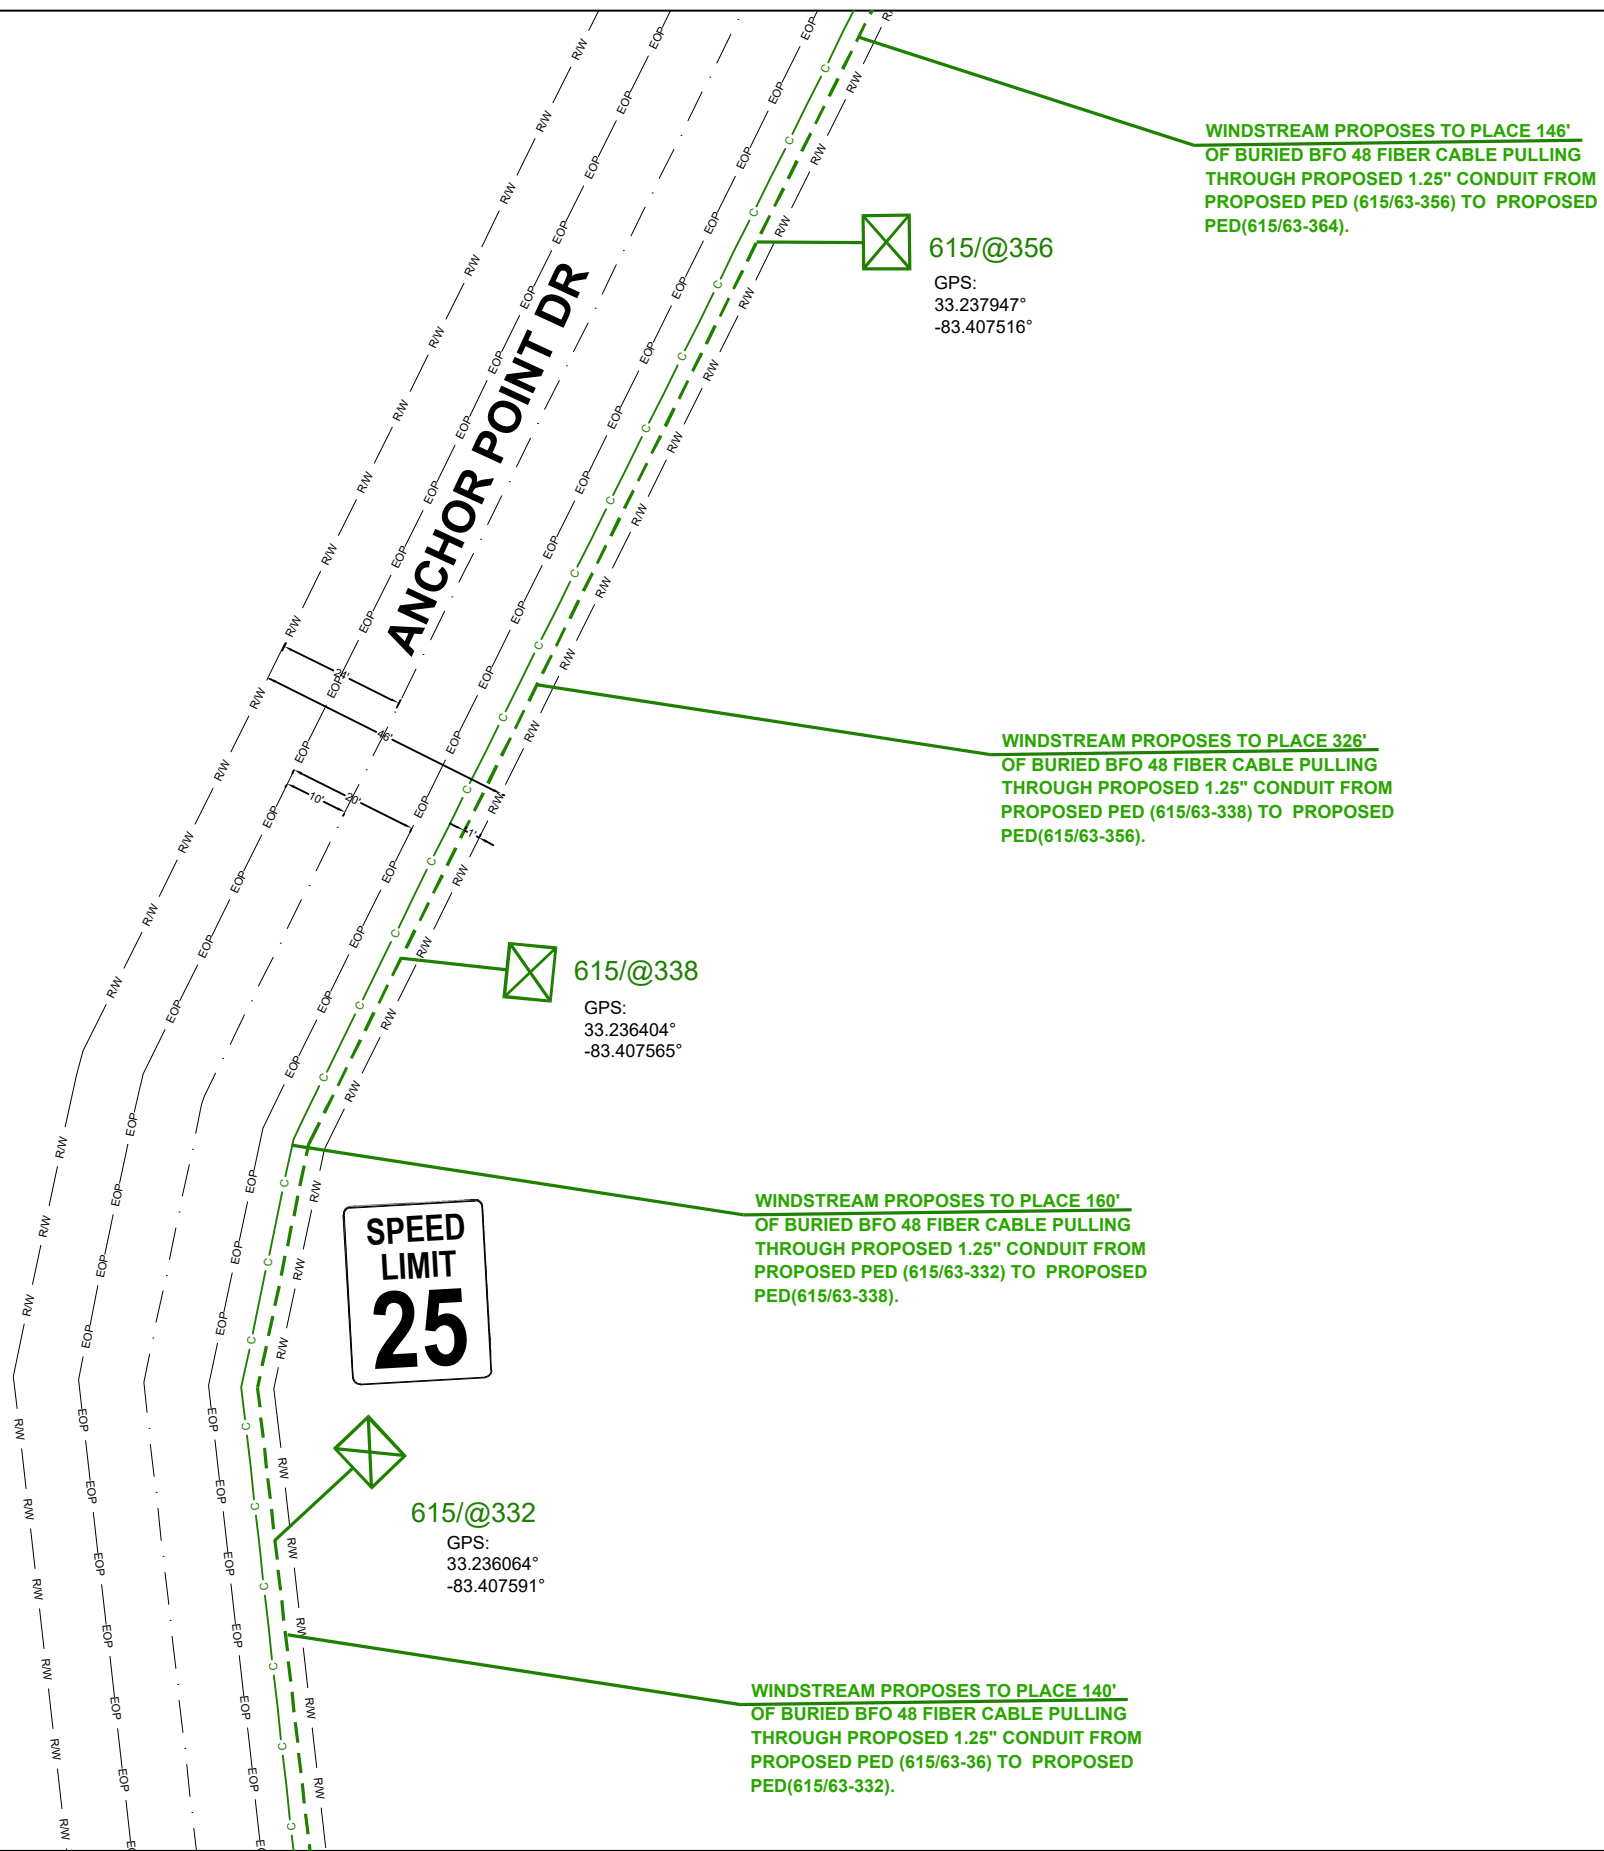 WINDSTREAM PROPOSES TO PLACE 146'
OF BURIED BFO 48 FIBER CABLE PULLING
THROUGH PROPOSED 1.25" CONDUIT FROM
PROPOSED PED (615/63-356) TO PROPOSED
PED(615/63-364).
615/@356
GPS:
33.237947°
-83.407516°
ANCHOR POINT DR
24'
46'
10'
20'
1'
WINDSTREAM PROPOSES TO PLACE 326'
OF BURIED BFO 48 FIBER CABLE PULLING
THROUGH PROPOSED 1.25" CONDUIT FROM
PROPOSED PED (615/63-338) TO PROPOSED
PED(615/63-356).
615/@338
GPS:
33.236404°
-83.407565°
WINDSTREAM PROPOSES TO PLACE 160'
OF BURIED BFO 48 FIBER CABLE PULLING
THROUGH PROPOSED 1.25" CONDUIT FROM
PROPOSED PED (615/63-332) TO PROPOSED
PED(615/63-338).
SPEED
LIMIT
25
615/@332
GPS:
33.236064°
-83.407591°
WINDSTREAM PROPOSES TO PLACE 140'
OF BURIED BFO 48 FIBER CABLE PULLING
THROUGH PROPOSED 1.25" CONDUIT FROM
PROPOSED PED (615/63-36) TO PROPOSED
PED(615/63-332).
R/W
EOP
EOP
C
R/W